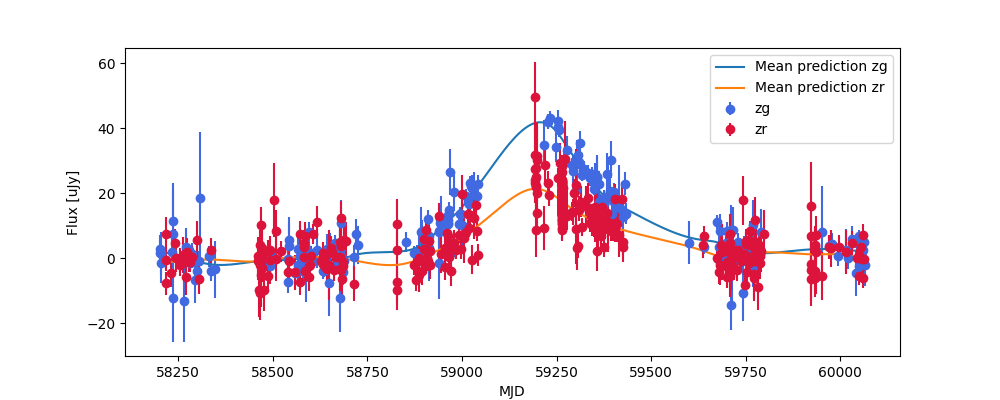 60
40
20
0
−20
Flux [uJy]
58250 58500 58750 59000 59250 59500 59750 60000
MJD
Mean prediction zg
Mean prediction zr
zg
zr